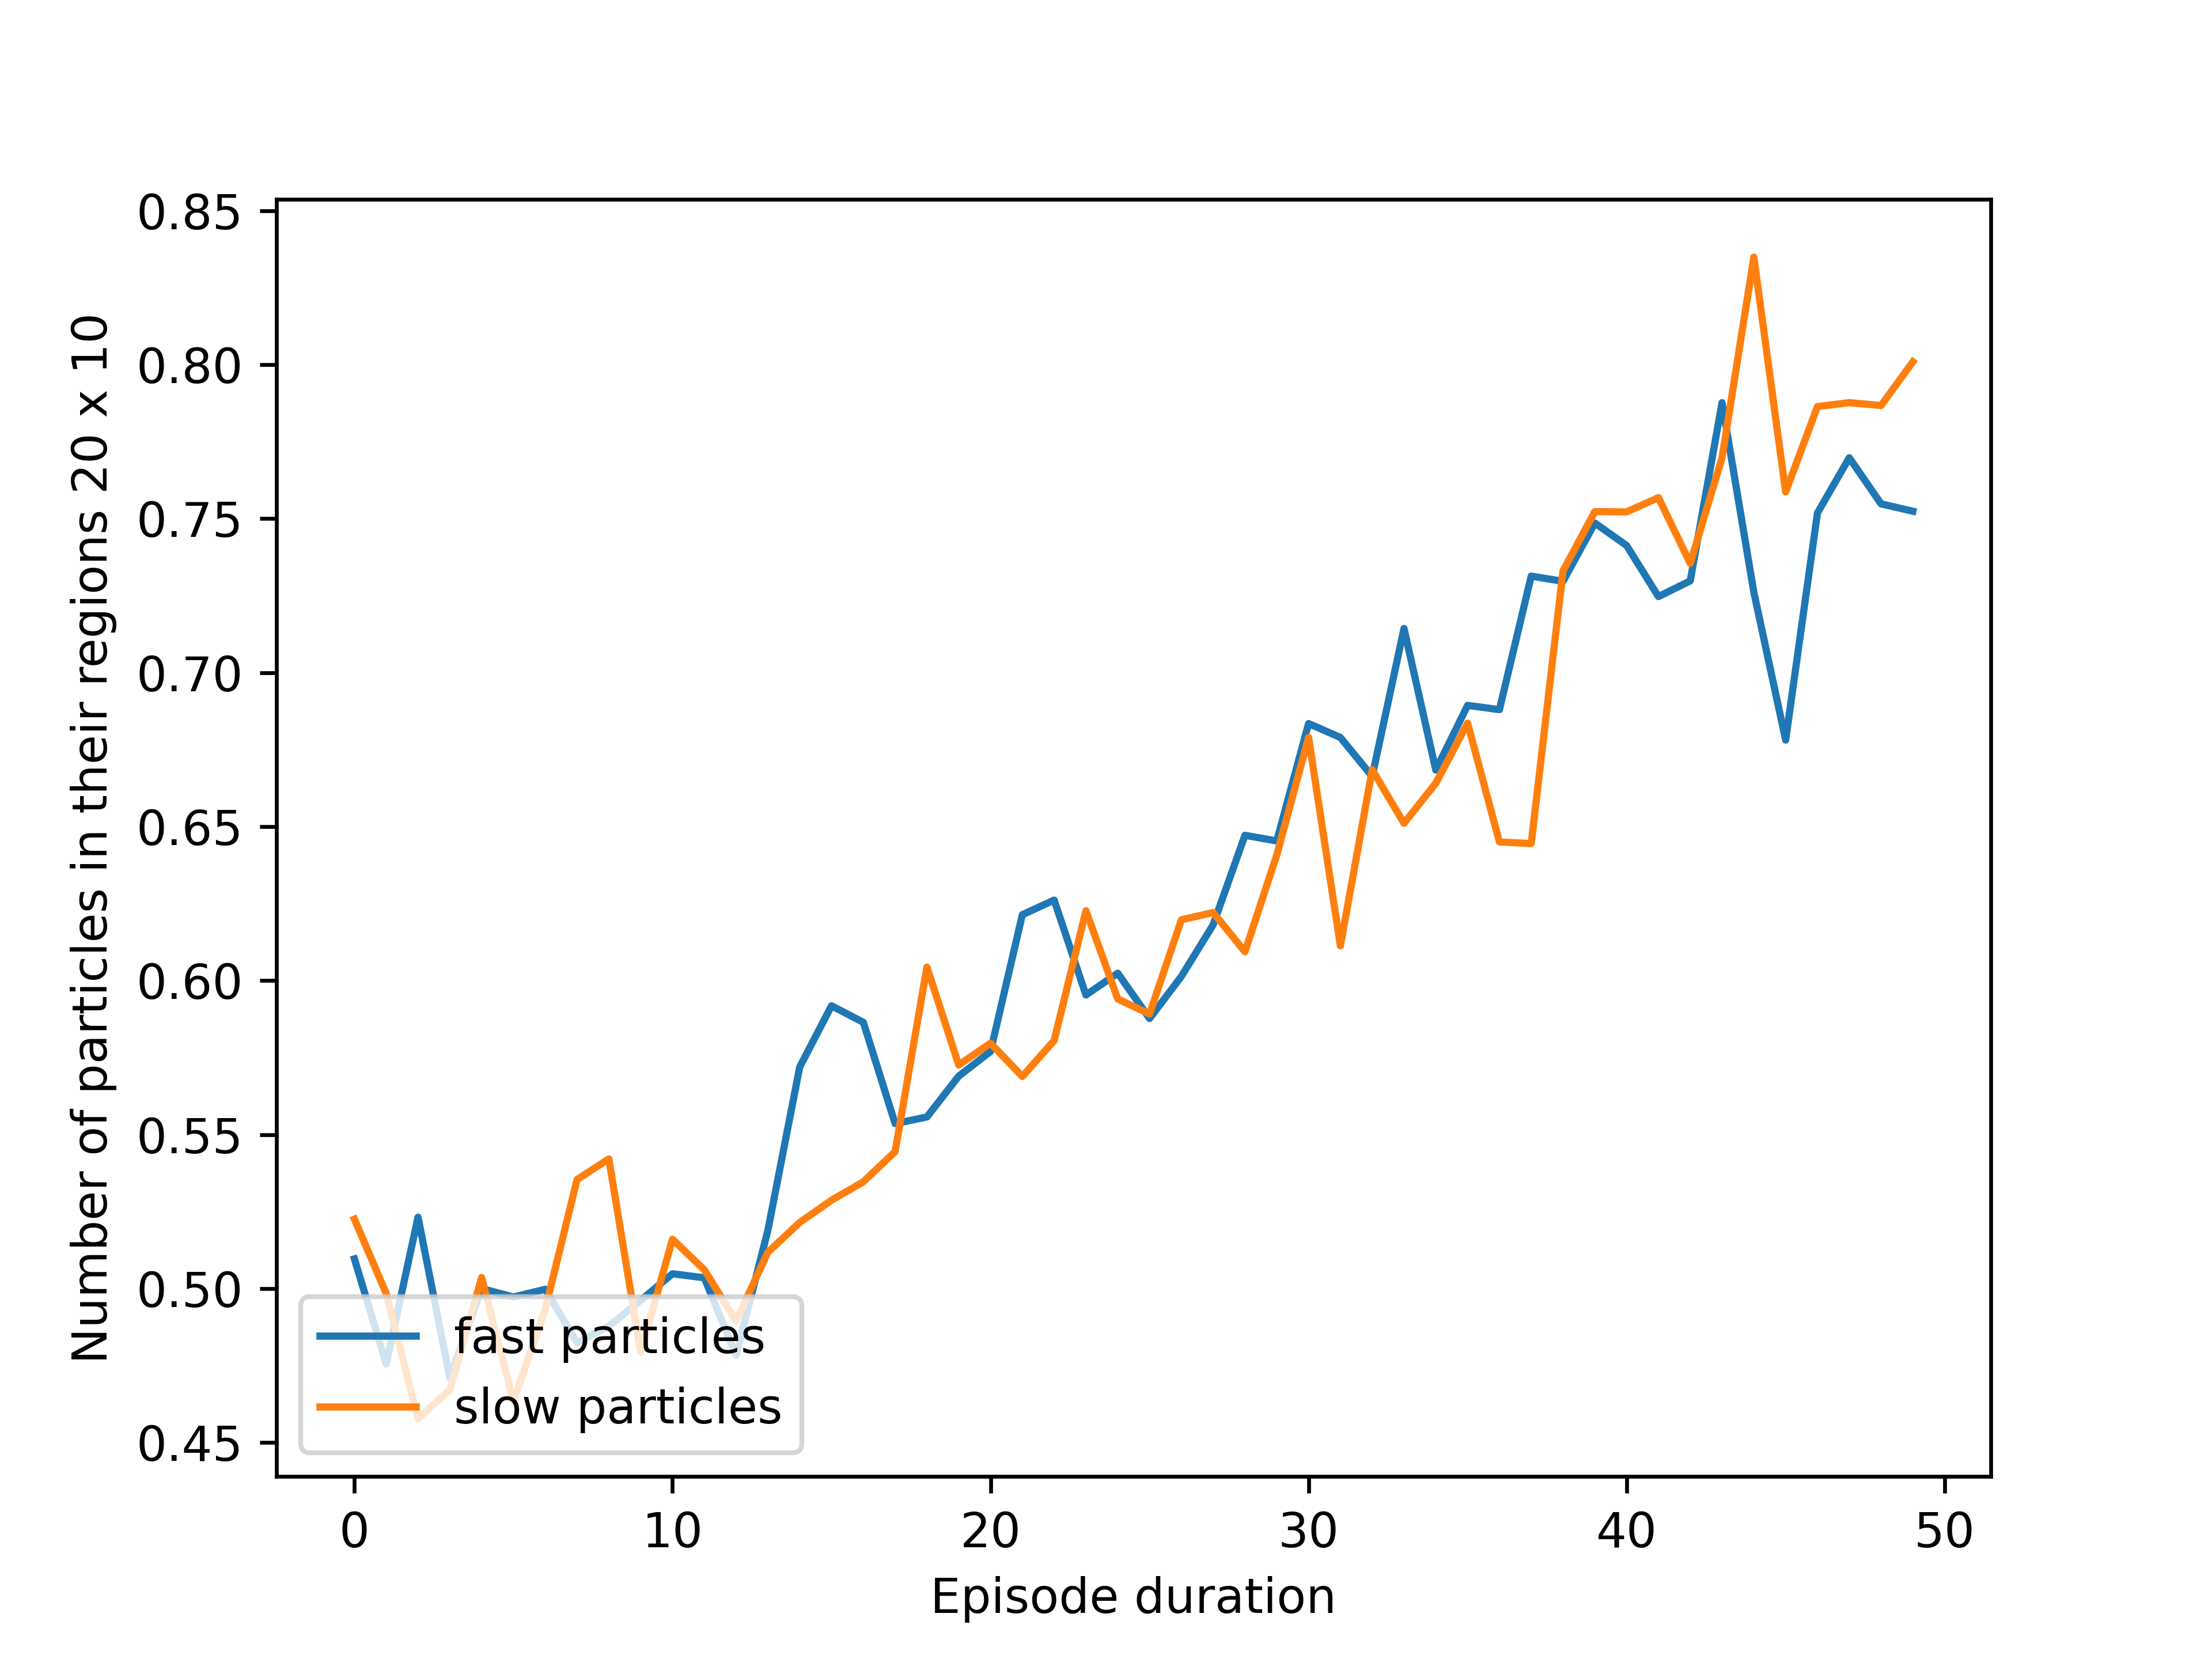 0.85
0.80
0.75
0.70
0.65
0.60
0.55
0.50
0.45
Number of particles in their regions 20 x 10
fast particles
slow particles
0 10 20 30 40 50
Episode duration